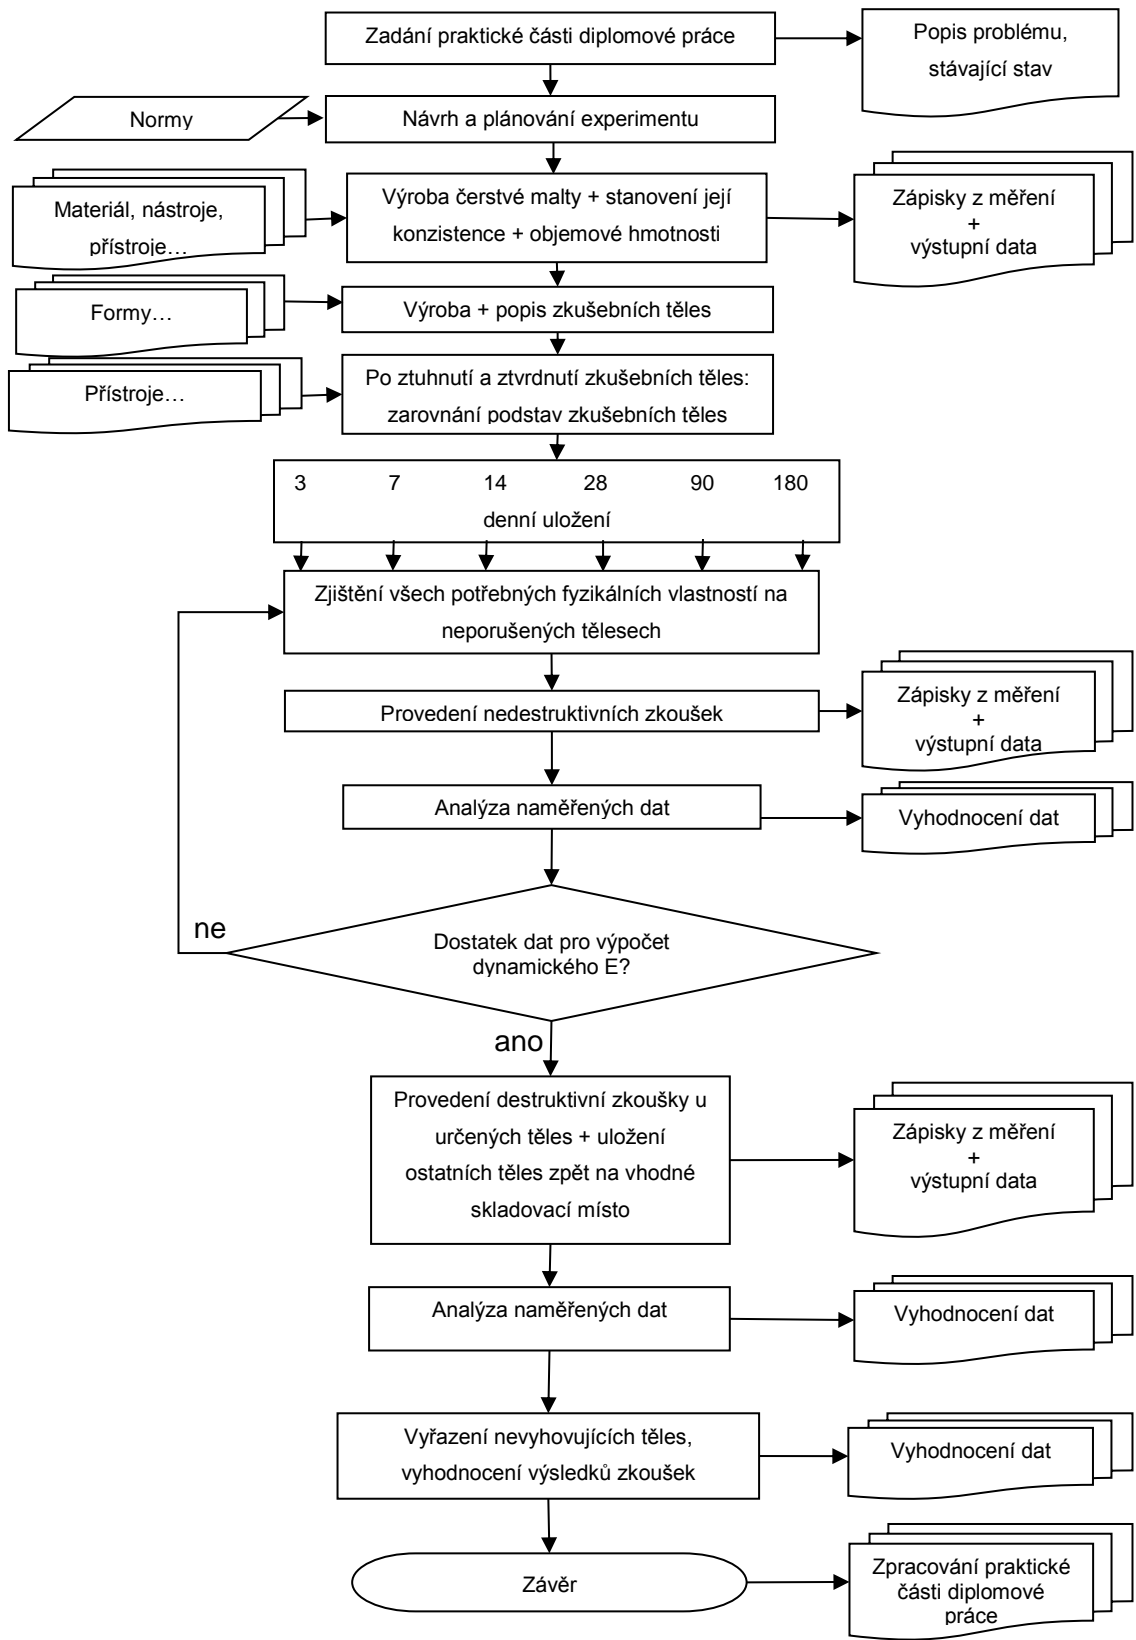 Zadání praktické části diplomové práce
Popis problému,
stávající stav
Normy
Návrh a plánování experimentu
Materiál, nástroje,
přístroje…
Výroba čerstvé malty + stanovení její
konzistence + objemové hmotnosti
Zápisky z měření
+
výstupní data
Formy…
Výroba + popis zkušebních těles
Přístroje…
Po ztuhnutí a ztvrdnutí zkušebních těles:
zarovnání podstav zkušebních těles
3 7 14 28 90 180
denní uložení
Zjištění všech potřebných fyzikálních vlastností na
neporušených tělesech
Provedení nedestruktivních zkoušek
Zápisky z měření
+
výstupní data
Analýza naměřených dat
Vyhodnocení dat
ne
Dostatek dat pro výpočet
dynamického E?
ano
Provedení destruktivní zkoušky u
určených těles + uložení
ostatních těles zpět na vhodné
skladovací místo
Zápisky z měření
+
výstupní data
Analýza naměřených dat
Vyhodnocení dat
Vyřazení nevyhovujících těles,
vyhodnocení výsledků zkoušek
Vyhodnocení dat
Závěr
Zpracování praktické
části diplomové
práce